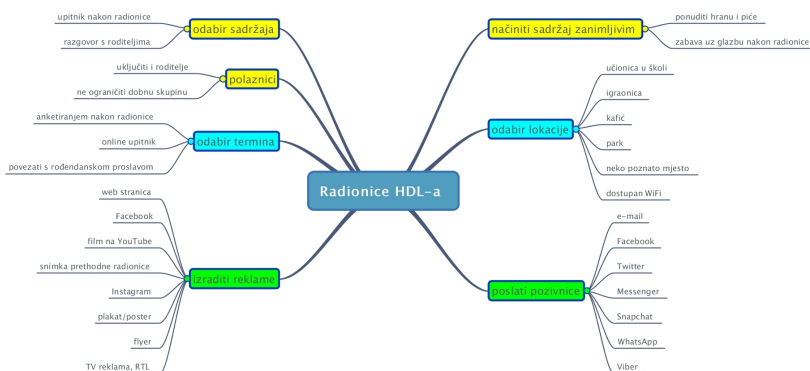 upitnik nakon radionice
razgovor s roditeljima
odabir sadržaja
uključiti i roditelje
ne ograničiti dobnu skupinu
polaznici
anketiranjem nakon radionice
online upitnik
povezati s rođendanskom proslavom
odabir termina
web stranica
Facebook
film na YouTube
snimka prethodne radionice
Instagram
plakat/poster
flyer
TV reklama, RTL
izraditi reklame
Radionice HDL-a
načiniti sadržaj zanimljivim
ponuditi hranu i piće
zabava uz glazbu nakon radionice
odabir lokacije
učionica u školi
igraonica
kafić
park
neko poznato mjesto
dostupan WiFi
poslati pozivnice
e-mail
Facebook
Twitter
Messenger
Snapchat
WhatsApp
Viber